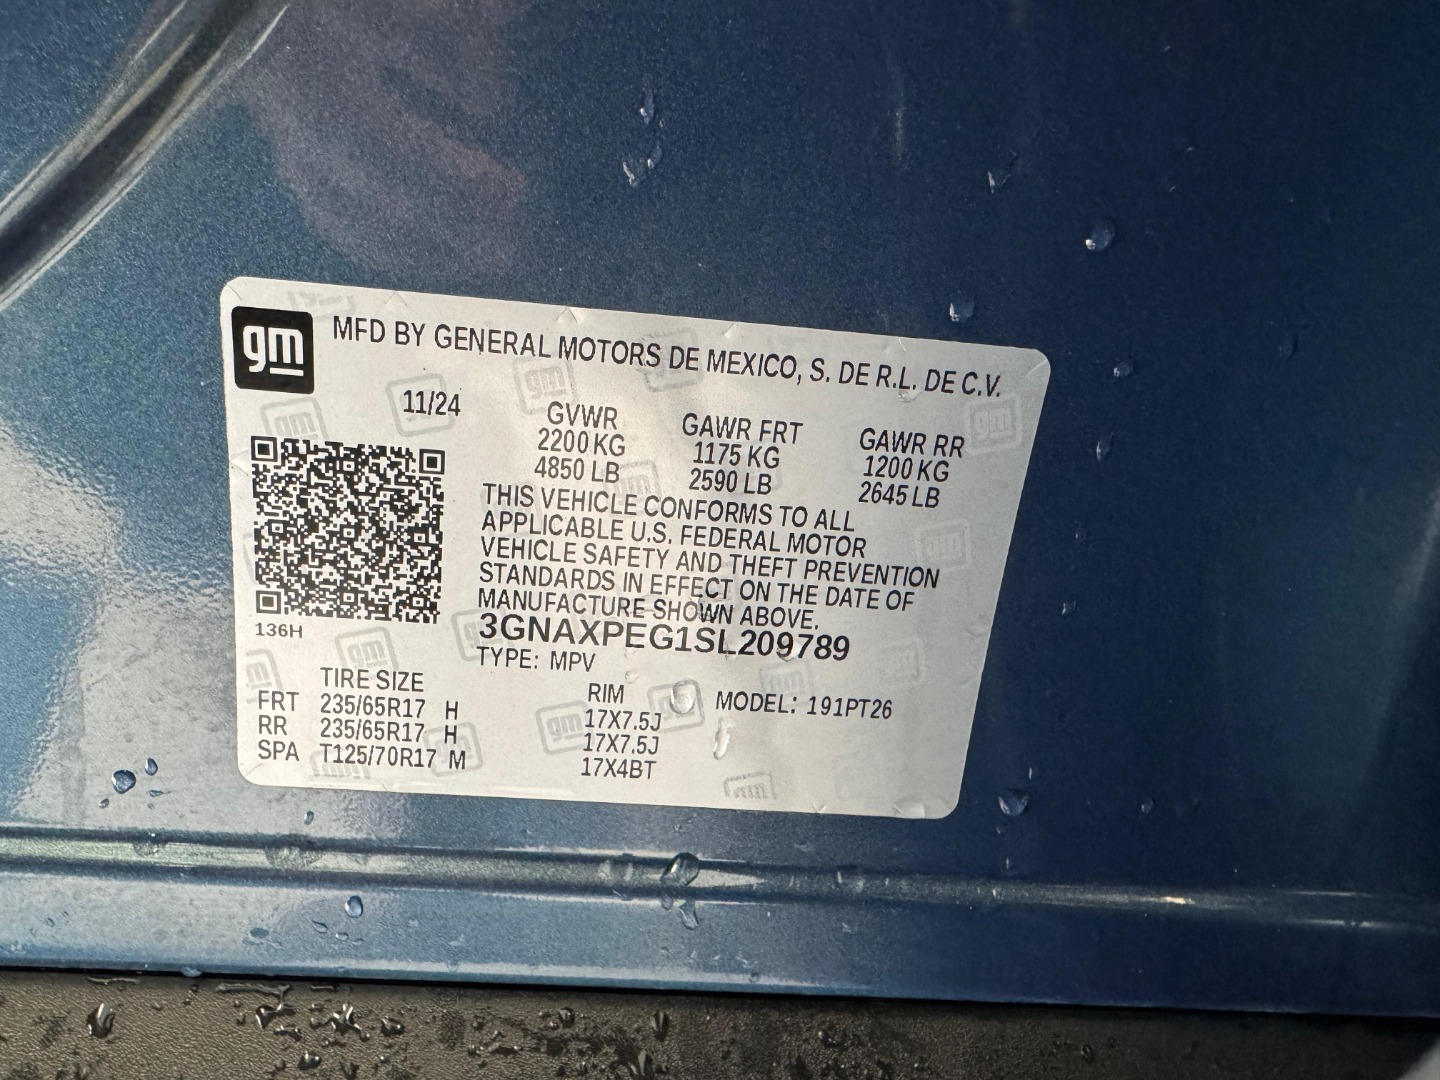 gm MFD BY GENERAL MOTORS DE MEXICO, S. DE R.L. DE C.V.
11/24
GVWR GAWR FRT GAWR RR
2200 KG 1175 KG 1200 KG
4850 LB 2590 LB 2645 LB
THIS VEHICLE CONFORMS TO ALL
APPLICABLE U.S. FEDERAL MOTOR
VEHICLE SAFETY AND THEFT PREVENTION
STANDARDS IN EFFECT ON THE DATE OF
MANUFACTURE SHOWN ABOVE.
136H
3GNAXPEG1SL209789
TYPE: MPV
TIRE SIZE RIM MODEL: 191PT26
FRT 235/65R17 H 17X7.5J
RR 235/65R17 H 17X7.5J
SPA T125/70R17 M 17X4BT